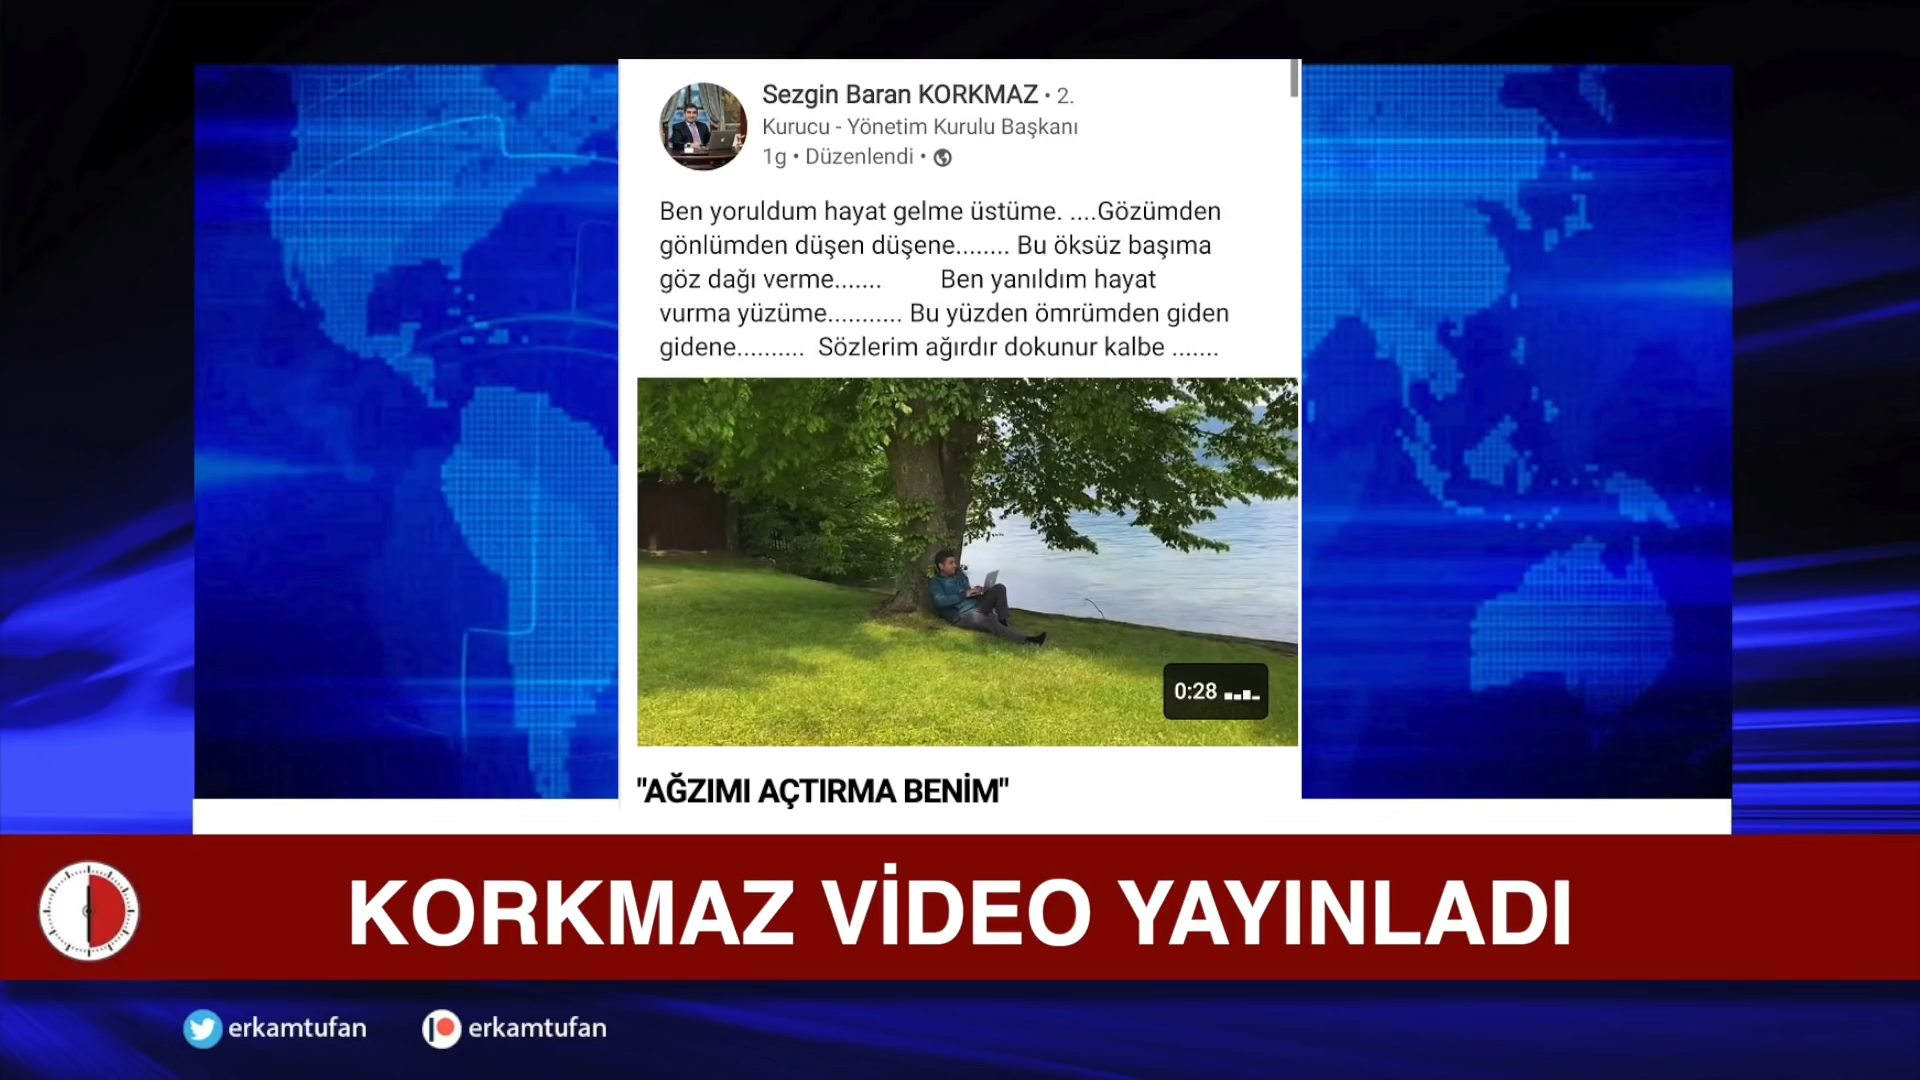 Sezgin Baran KORKMAZ • 2.
Kurucu - Yönetim Kurulu Başkanı
1g • Düzenlendi •
Ben yoruldum hayat gelme üstüme. ....Gözümden
gönlümden düşen düşene........ Bu öksüz başıma
göz dağı verme....... Ben yanıldım hayat
vurma yüzüme........... Bu yüzden ömrümden giden
gidene.......... Sözlerim ağırdır dokunur kalbe .......
0:28
"AĞZIMI AÇTIRMA BENİM"
KORKMAZ VİDEO YAYINLADI
erkamtufan erkamtufan